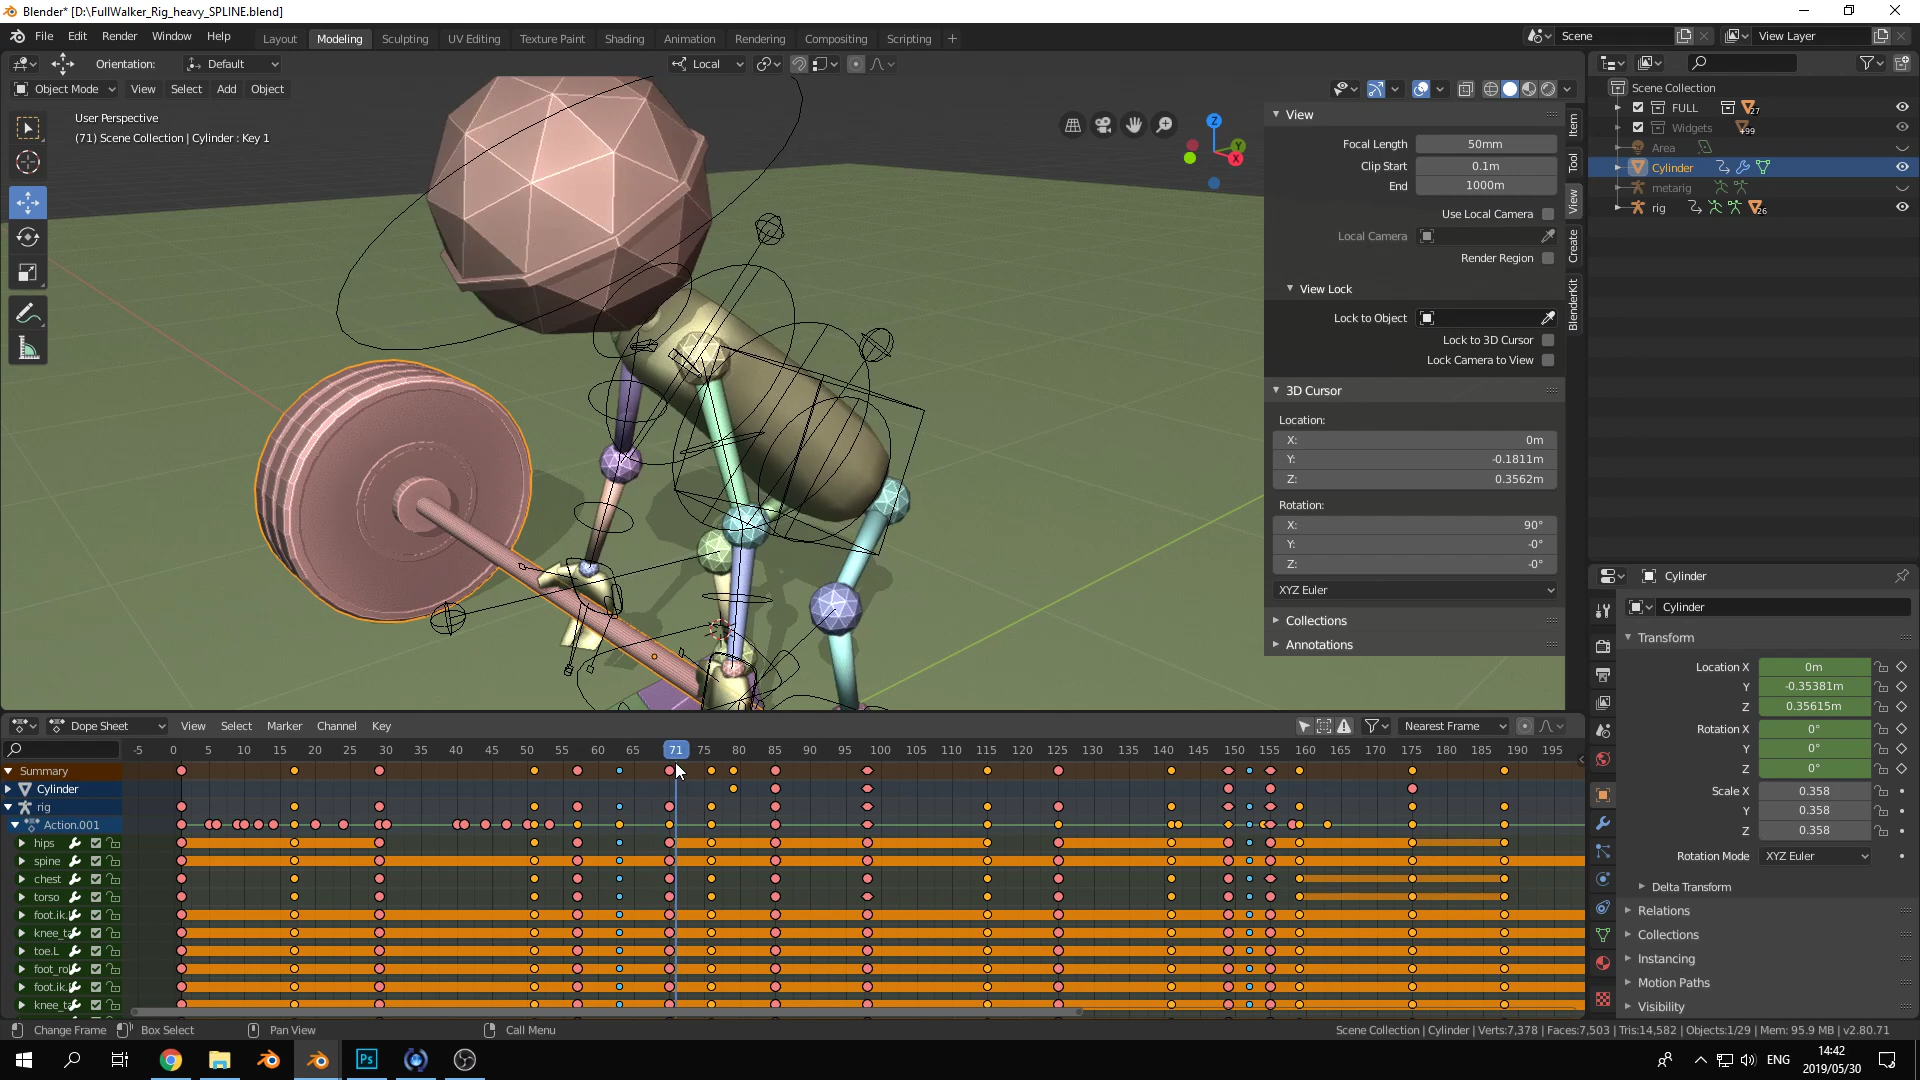 Blender* [D:\FullWalker_Rig_heavy_SPLINE.blend]
File Edit Render Window Help Layout Modeling Sculpting UV Editing Texture Paint Shading Animation Rendering Compositing Scripting + Scene View Layer
Orientation: Default Local
Object Mode View Select Add Object
User Perspective
(71) Scene Collection | Cylinder : Key 1
Z
Y
X
View
Focal Length 50mm
Clip Start 0.1m
End 1000m
Use Local Camera
Local Camera
Render Region
View Lock
Lock to Object
Lock to 3D Cursor
Lock Camera to View
3D Cursor
Location:
X: 0m
Y: -0.1811m
Z: 0.3562m
Rotation:
X: 90°
Y: -0°
Z: -0°
XYZ Euler
Collections
Annotations
Item
Tool
View
Create
BlenderKit
Scene Collection
FULL 27
Widgets +99
Area
Cylinder
metarig
rig 26
Cylinder
Cylinder
Transform
Location X 0m
Y -0.35381m
Z 0.35615m
Rotation X 0°
Y 0°
Z 0°
Scale X 0.358
Y 0.358
Z 0.358
Rotation Mode XYZ Euler
Delta Transform
Relations
Collections
Instancing
Motion Paths
Visibility
Dope Sheet View Select Marker Channel Key Nearest Frame
-5 0 5 10 15 20 25 30 35 40 45 50 55 60 65 71 75 80 85 90 95 100 105 110 115 120 125 130 135 140 145 150 155 160 165 170 175 180 185 190 195
Summary
Cylinder
rig
Action.001
hips
spine
chest
torso
foot.ik.
knee_ta
toe.L
foot_ro
foot.ik.
knee_ta
Change Frame Box Select Pan View Call Menu Scene Collection | Cylinder | Verts:7,378 | Faces:7,503 | Tris:14,582 | Objects:1/29 | Mem: 95.9 MB | v2.80.71
Ps
ENG
14:42
2019/05/30